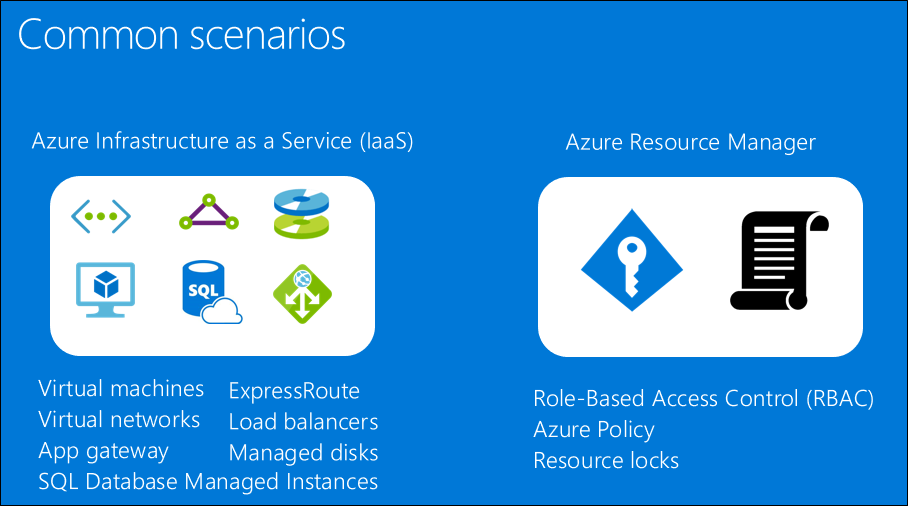 Common scenarios
Azure Infrastructure as a Service (IaaS)
SQL
Virtual machines
Virtual networks
App gateway
SQL Database Managed Instances
ExpressRoute
Load balancers
Managed disks
Azure Resource Manager
Role-Based Access Control (RBAC)
Azure Policy
Resource locks